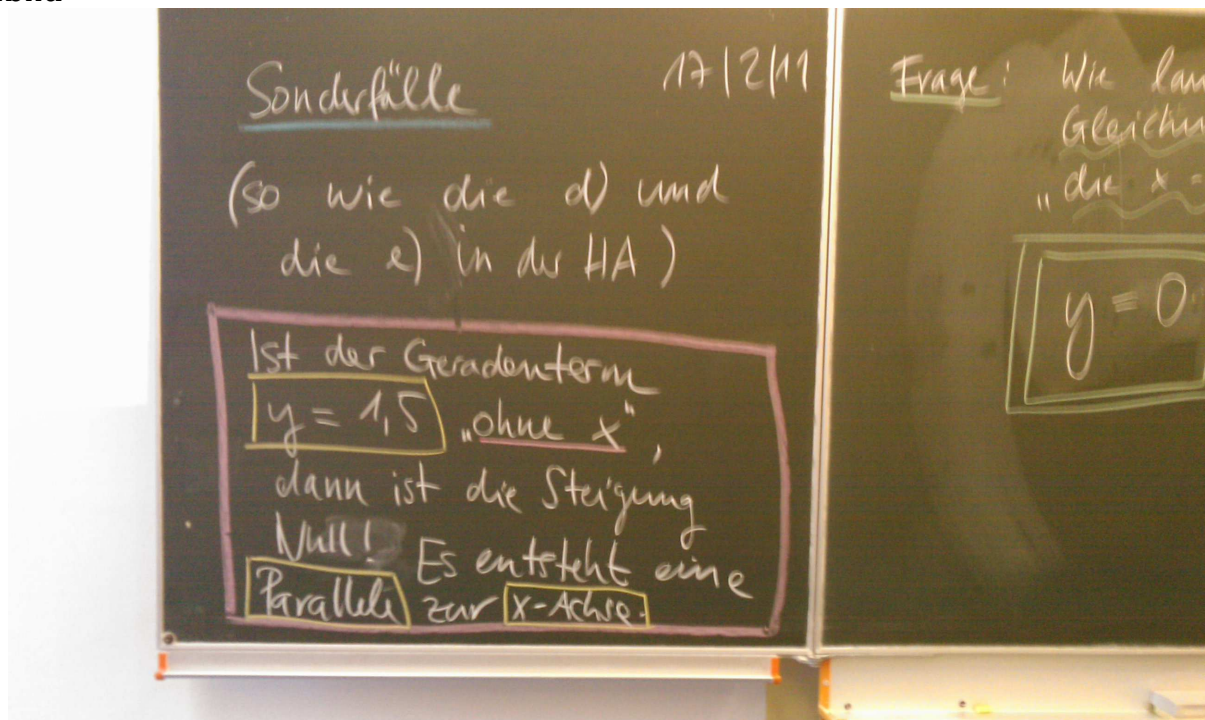 Sonderfälle 17|2|11
(so wie die d) und
die e) in der HA)
Ist der Geradenterm
y = 1,5 „ohne x“,
dann ist die Steigung
Null! Es entsteht eine
Parallele zur x-Achse.
Frage: Wie
„die x =
y = 0